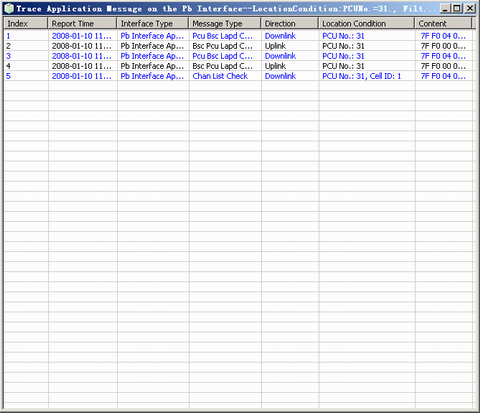 Trace Application Message on the Pb Interface--LocationCondition:PCUNo.=31., Filt...
Index Report Time Interface Type Message Type Direction Location Condition Content
1 2008-01-10 11... Pb Interface Ap... Pcu Bsc Lapd C... Downlink PCU No.: 31 7F F0 04 0...
2 2008-01-10 11... Pb Interface Ap... Bsc Pcu Lapd C... Uplink PCU No.: 31 7F F0 00 0...
3 2008-01-10 11... Pb Interface Ap... Pcu Bsc Lapd C... Downlink PCU No.: 31 7F F0 04 0...
4 2008-01-10 11... Pb Interface Ap... Bsc Pcu Lapd C... Uplink PCU No.: 31 7F F0 00 0...
5 2008-01-10 11... Pb Interface Ap... Chan List Check Downlink PCU No.: 31, Cell ID: 1 7F F0 04 0...